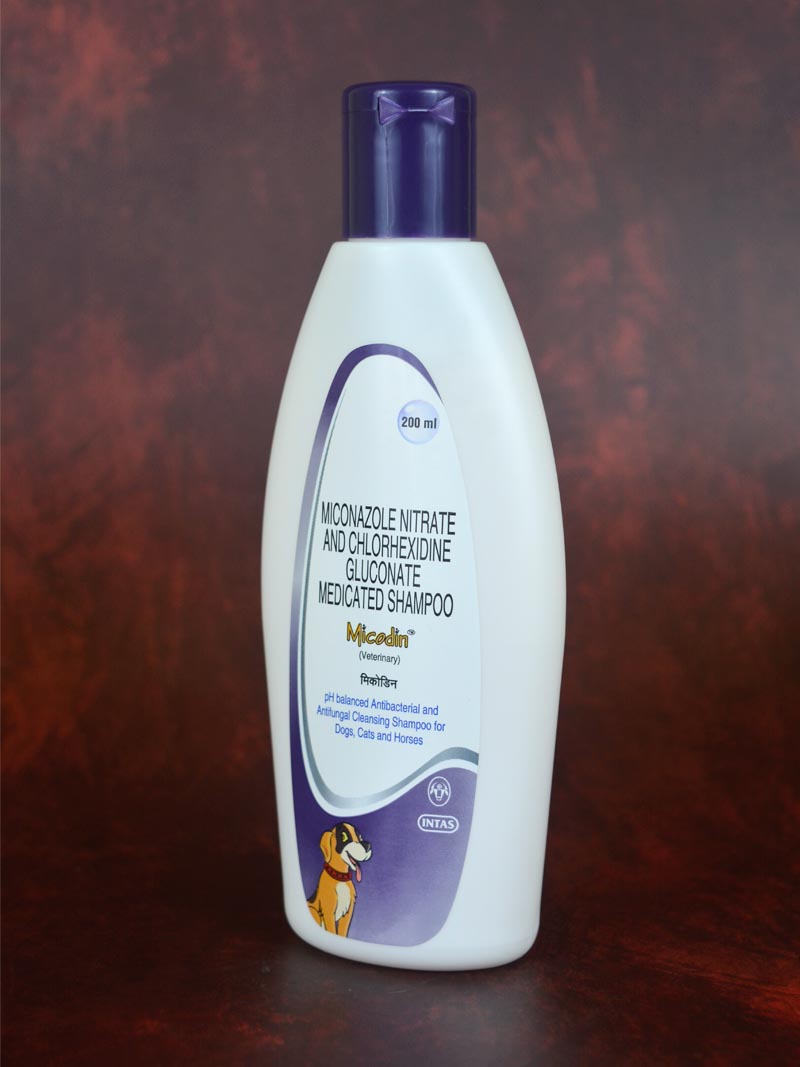 200 ml
MICONAZOLE NITRATE
AND CHLORHEXIDINE
GLUCONATE
MEDICATED SHAMPOO
Micodin™
(Veterinary)
मिकोडिन
pH balanced Antibacterial and
Antifungal Cleansing Shampoo for
Dogs, Cats and Horses
INTAS